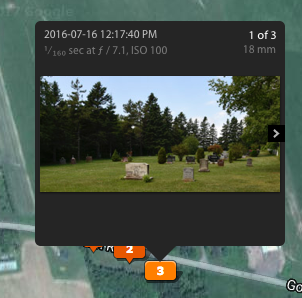 2016-07-16 12:17:40 PM
1 of 3
¹⁄₁₆₀ sec at ƒ / 7.1, ISO 100
18 mm
2
3
Go